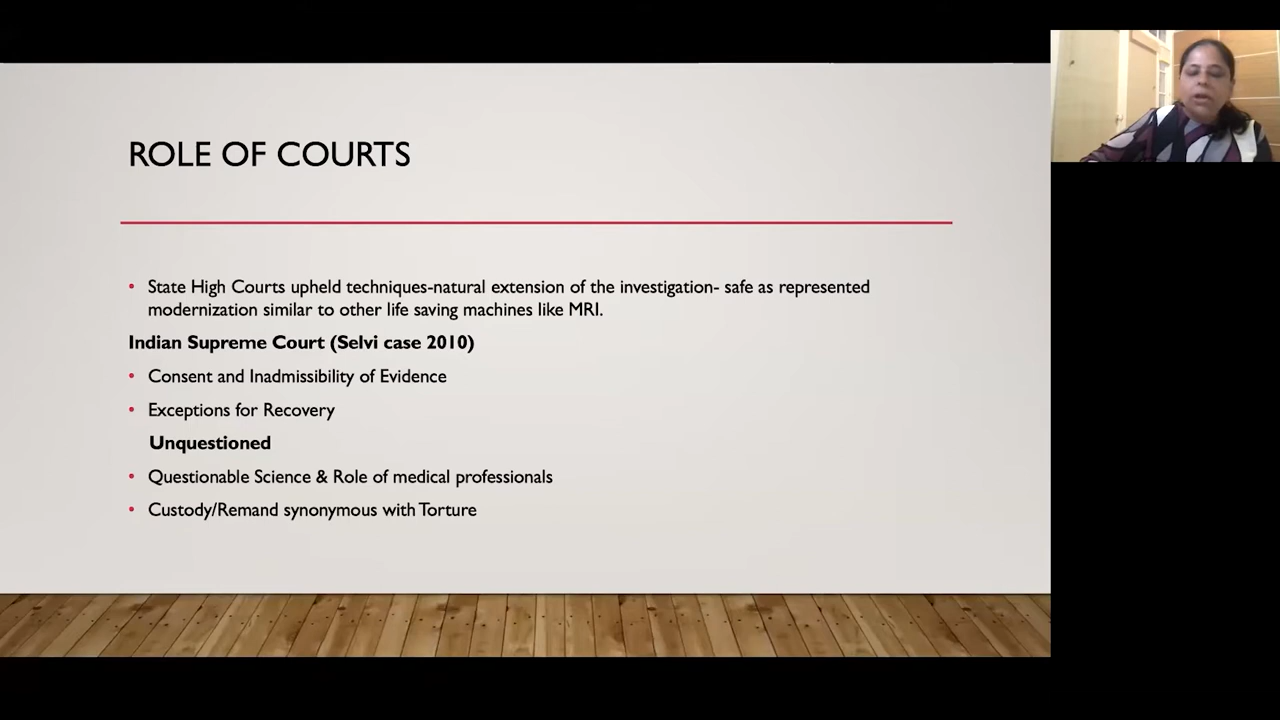 ROLE OF COURTS
• State High Courts upheld techniques-natural extension of the investigation- safe as represented
modernization similar to other life saving machines like MRI.
Indian Supreme Court (Selvi case 2010)
• Consent and Inadmissibility of Evidence
• Exceptions for Recovery
Unquestioned
• Questionable Science & Role of medical professionals
• Custody/Remand synonymous with Torture